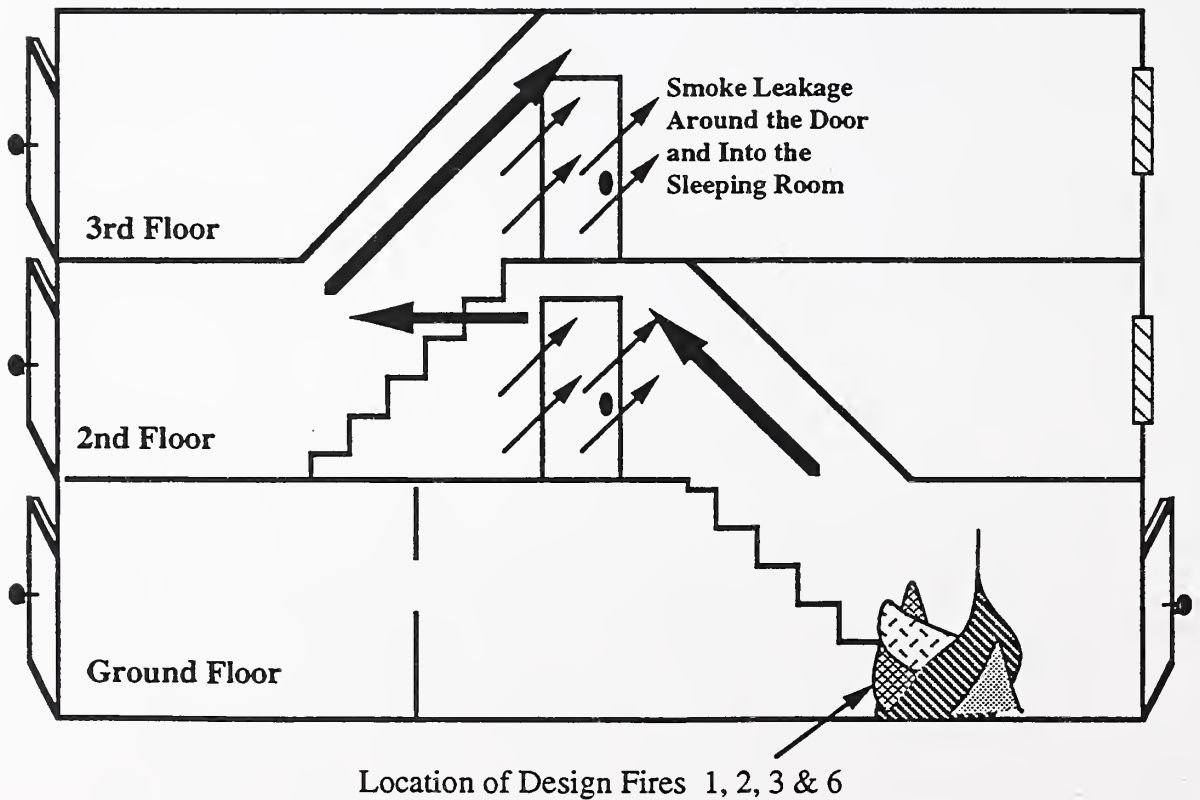 Smoke Leakage
Around the Door
and Into the
Sleeping Room
3rd Floor
2nd Floor
Ground Floor
Location of Design Fires 1, 2, 3 & 6